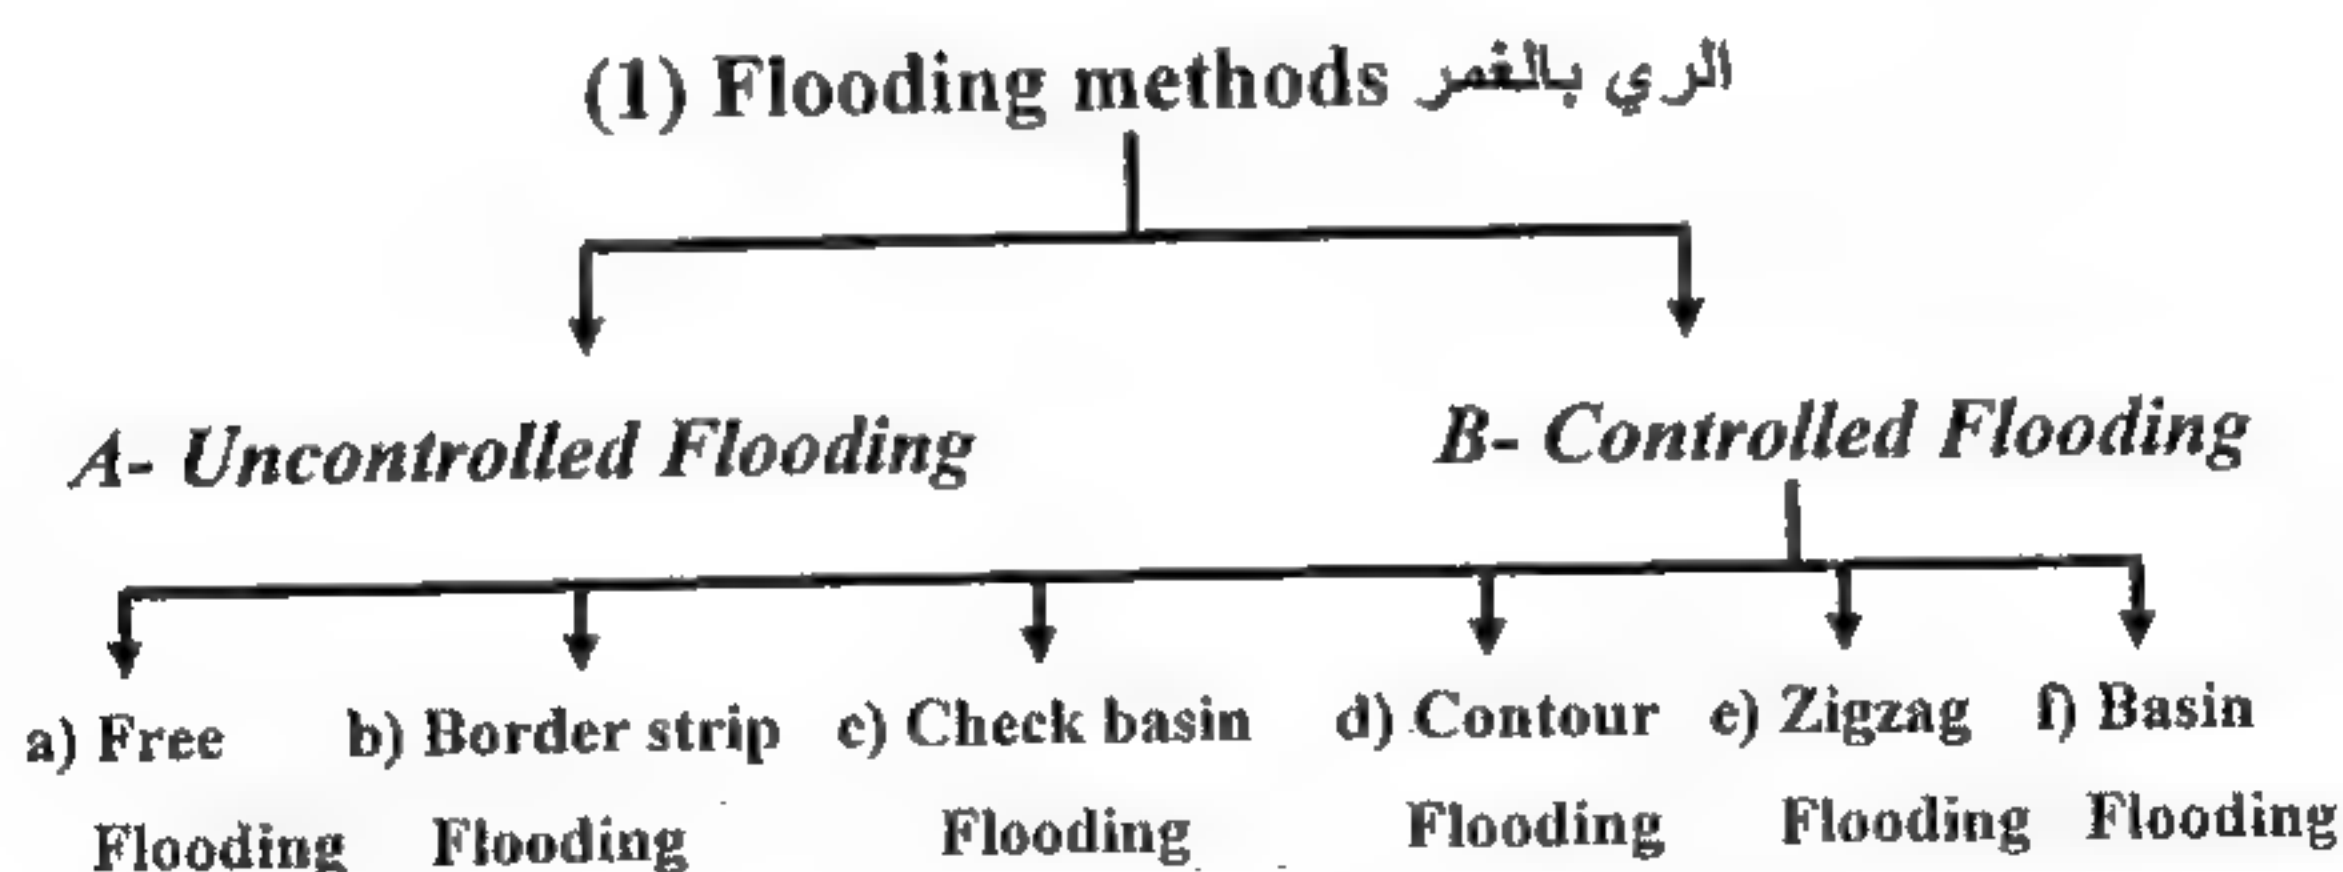 (1) Flooding methods الري بالغمر
A- Uncontrolled Flooding
B- Controlled Flooding
a) Free Flooding
b) Border strip Flooding
c) Check basin Flooding
d) Contour Flooding
e) Zigzag Flooding
f) Basin Flooding